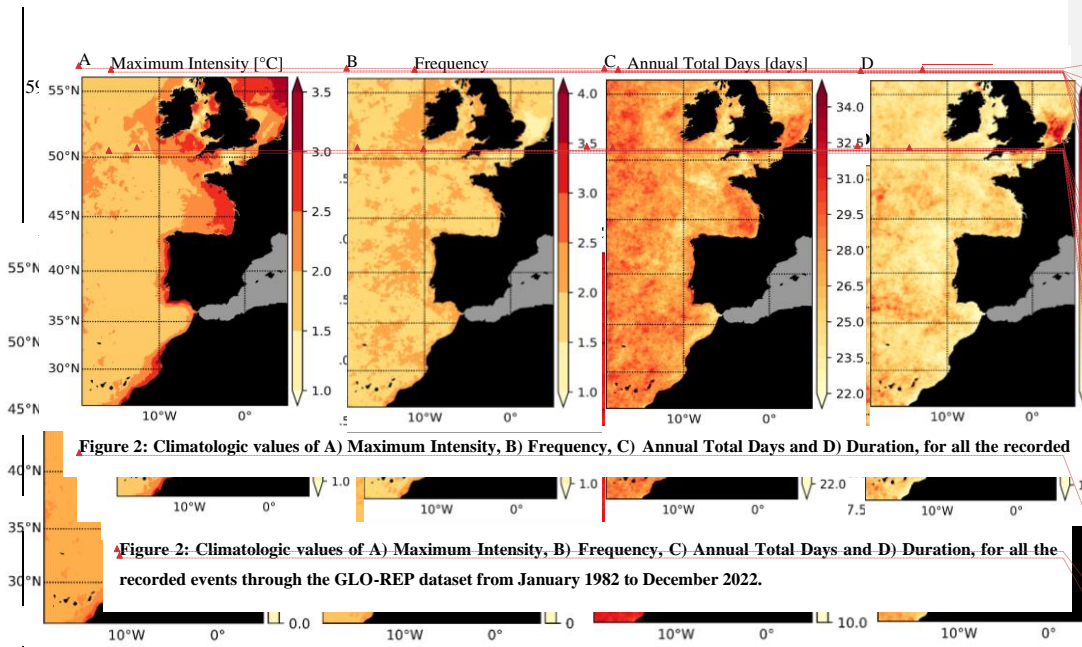 A Maximum Intensity [°C] B Frequency C Annual Total Days [days] D
55°N 50°N 45°N 40°N 35°N 30°N
3.5 3.0 2.5 2.0 1.5 1.0
4.0 3.5 3.0 2.5 2.0 1.5 1.0
34.0 32.5 31.0 29.5 28.0 26.5 25.0 23.5 22.0
10°W 0° 10°W 0° 10°W 0° 10°W 0°
55°N
50°N
45°N
Figure 2: Climatologic values of A) Maximum Intensity, B) Frequency, C) Annual Total Days and D) Duration, for all the recorded
40°N
1.0 1.0 22.0
10°W 0° 10°W 0° 10°W 0° 7.5 10°W 0°
35°N
Figure 2: Climatologic values of A) Maximum Intensity, B) Frequency, C) Annual Total Days and D) Duration, for all the
recorded events through the GLO-REP dataset from January 1982 to December 2022.
30°N
0.0 0 10.0
10°W 0° 10°W 0° 10°W 0° 10°W 0°